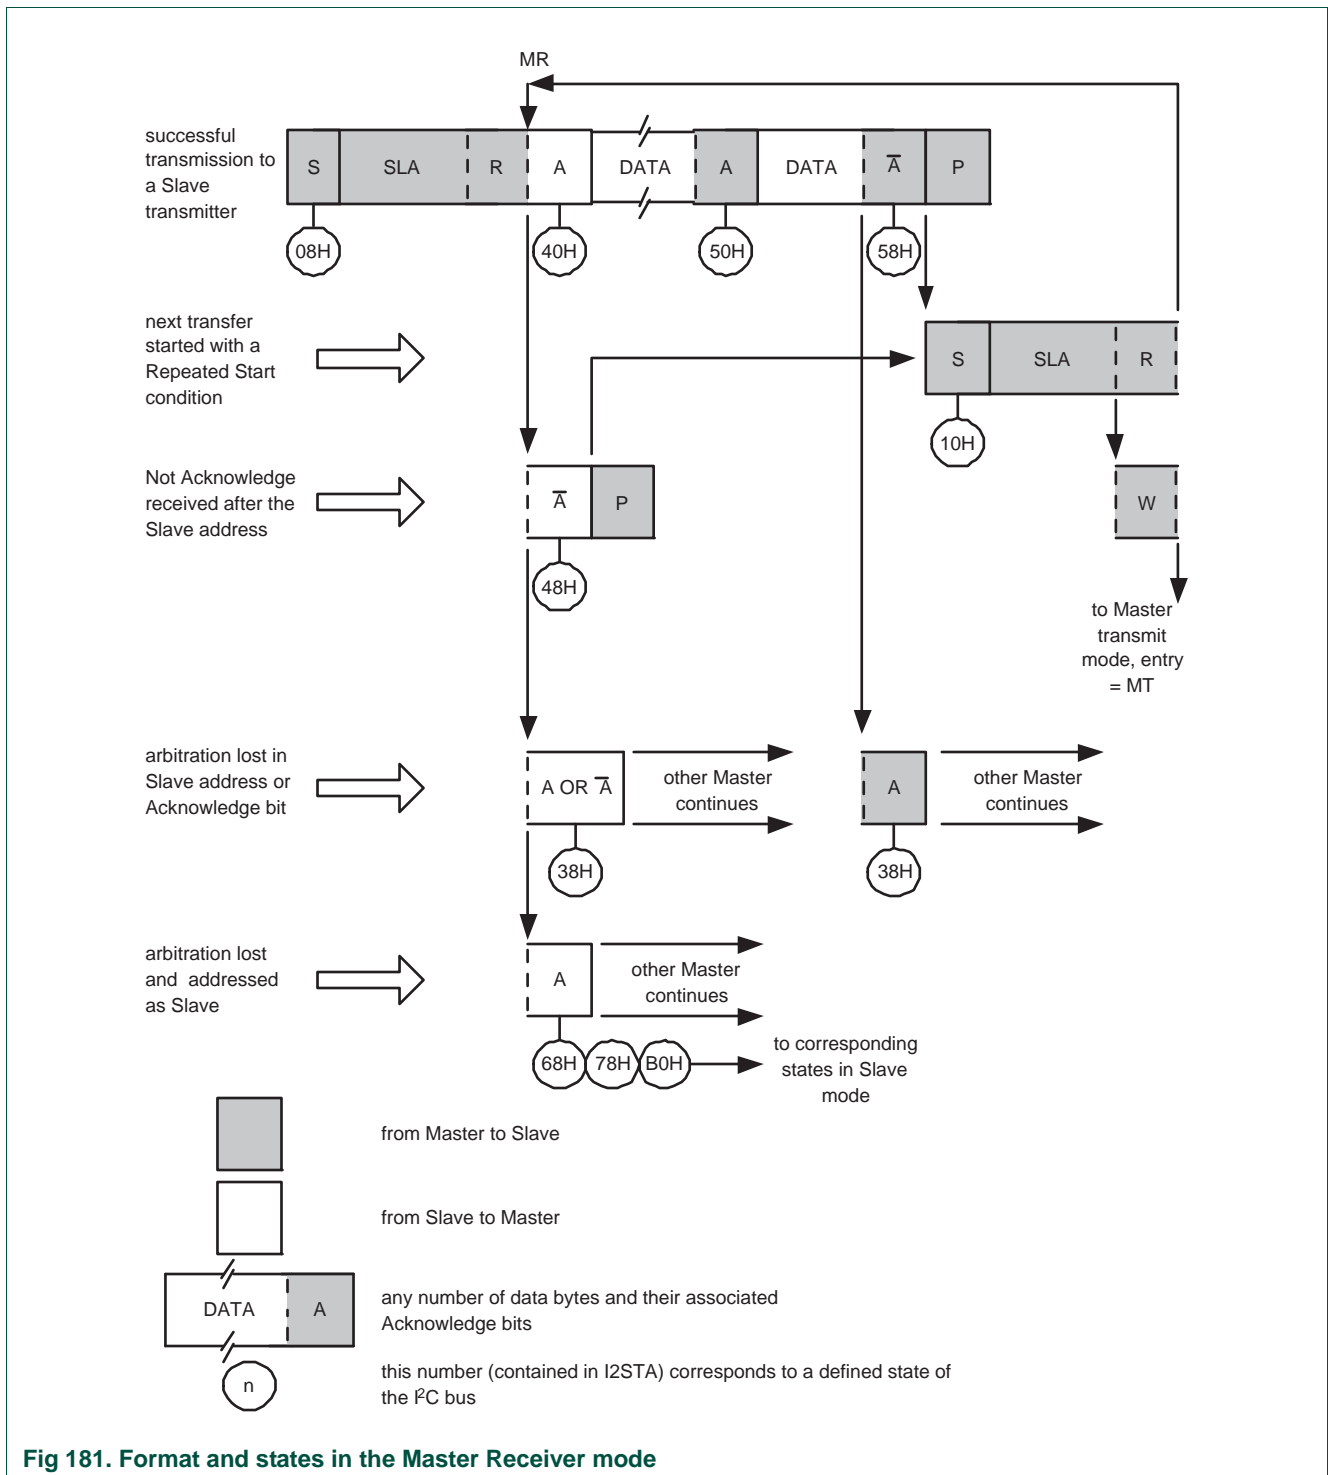 MR
successful
transmission to
a Slave
transmitter
S SLA R A DATA A DATA A̅ P
08H 40H 50H 58H
next transfer
started with a
Repeated Start
condition
S SLA R
10H
Not Acknowledge
received after the
Slave address
A̅ P
W
48H
to Master
transmit
mode, entry
= MT
arbitration lost in
Slave address or
Acknowledge bit
A OR A̅
other Master
continues
A
other Master
continues
38H 38H
arbitration lost
and addressed
as Slave
A
other Master
continues
68H 78H B0H
to corresponding
states in Slave
mode
from Master to Slave
from Slave to Master
DATA A
any number of data bytes and their associated
Acknowledge bits
n
this number (contained in I2STA) corresponds to a defined state of
the I²C bus
Fig 181. Format and states in the Master Receiver mode